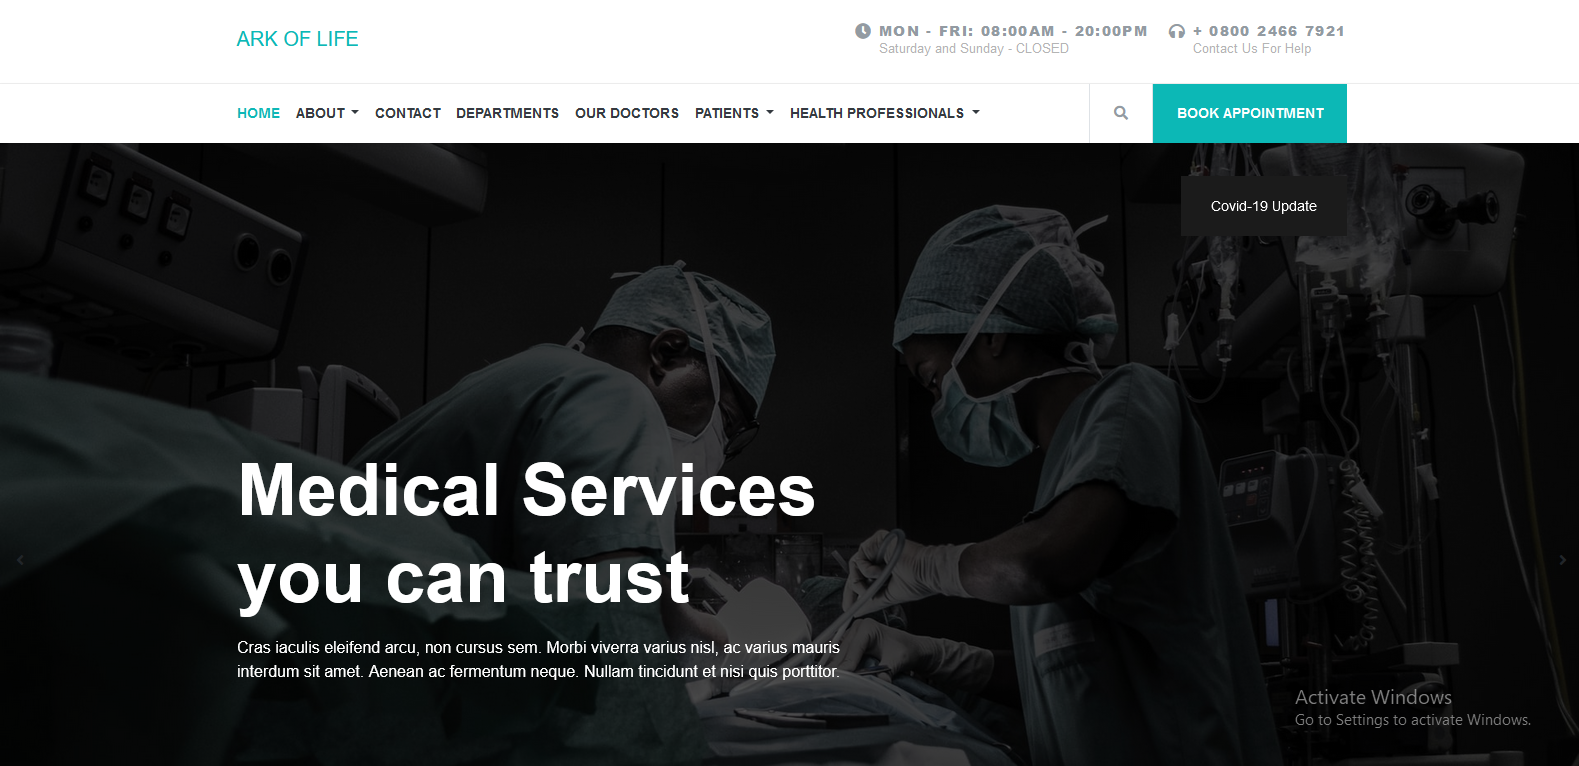 ARK OF LIFE
MON - FRI: 08:00AM - 20:00PM
Saturday and Sunday - CLOSED
+ 0800 2466 7921
Contact Us For Help
HOME ABOUT CONTACT DEPARTMENTS OUR DOCTORS PATIENTS HEALTH PROFESSIONALS
BOOK APPOINTMENT
Covid-19 Update
Medical Services
you can trust
Cras iaculis eleifend arcu, non cursus sem. Morbi viverra varius nisl, ac varius mauris
interdum sit amet. Aenean ac fermentum neque. Nullam tincidunt et nisi quis porttitor.
Activate Windows
Go to Settings to activate Windows.